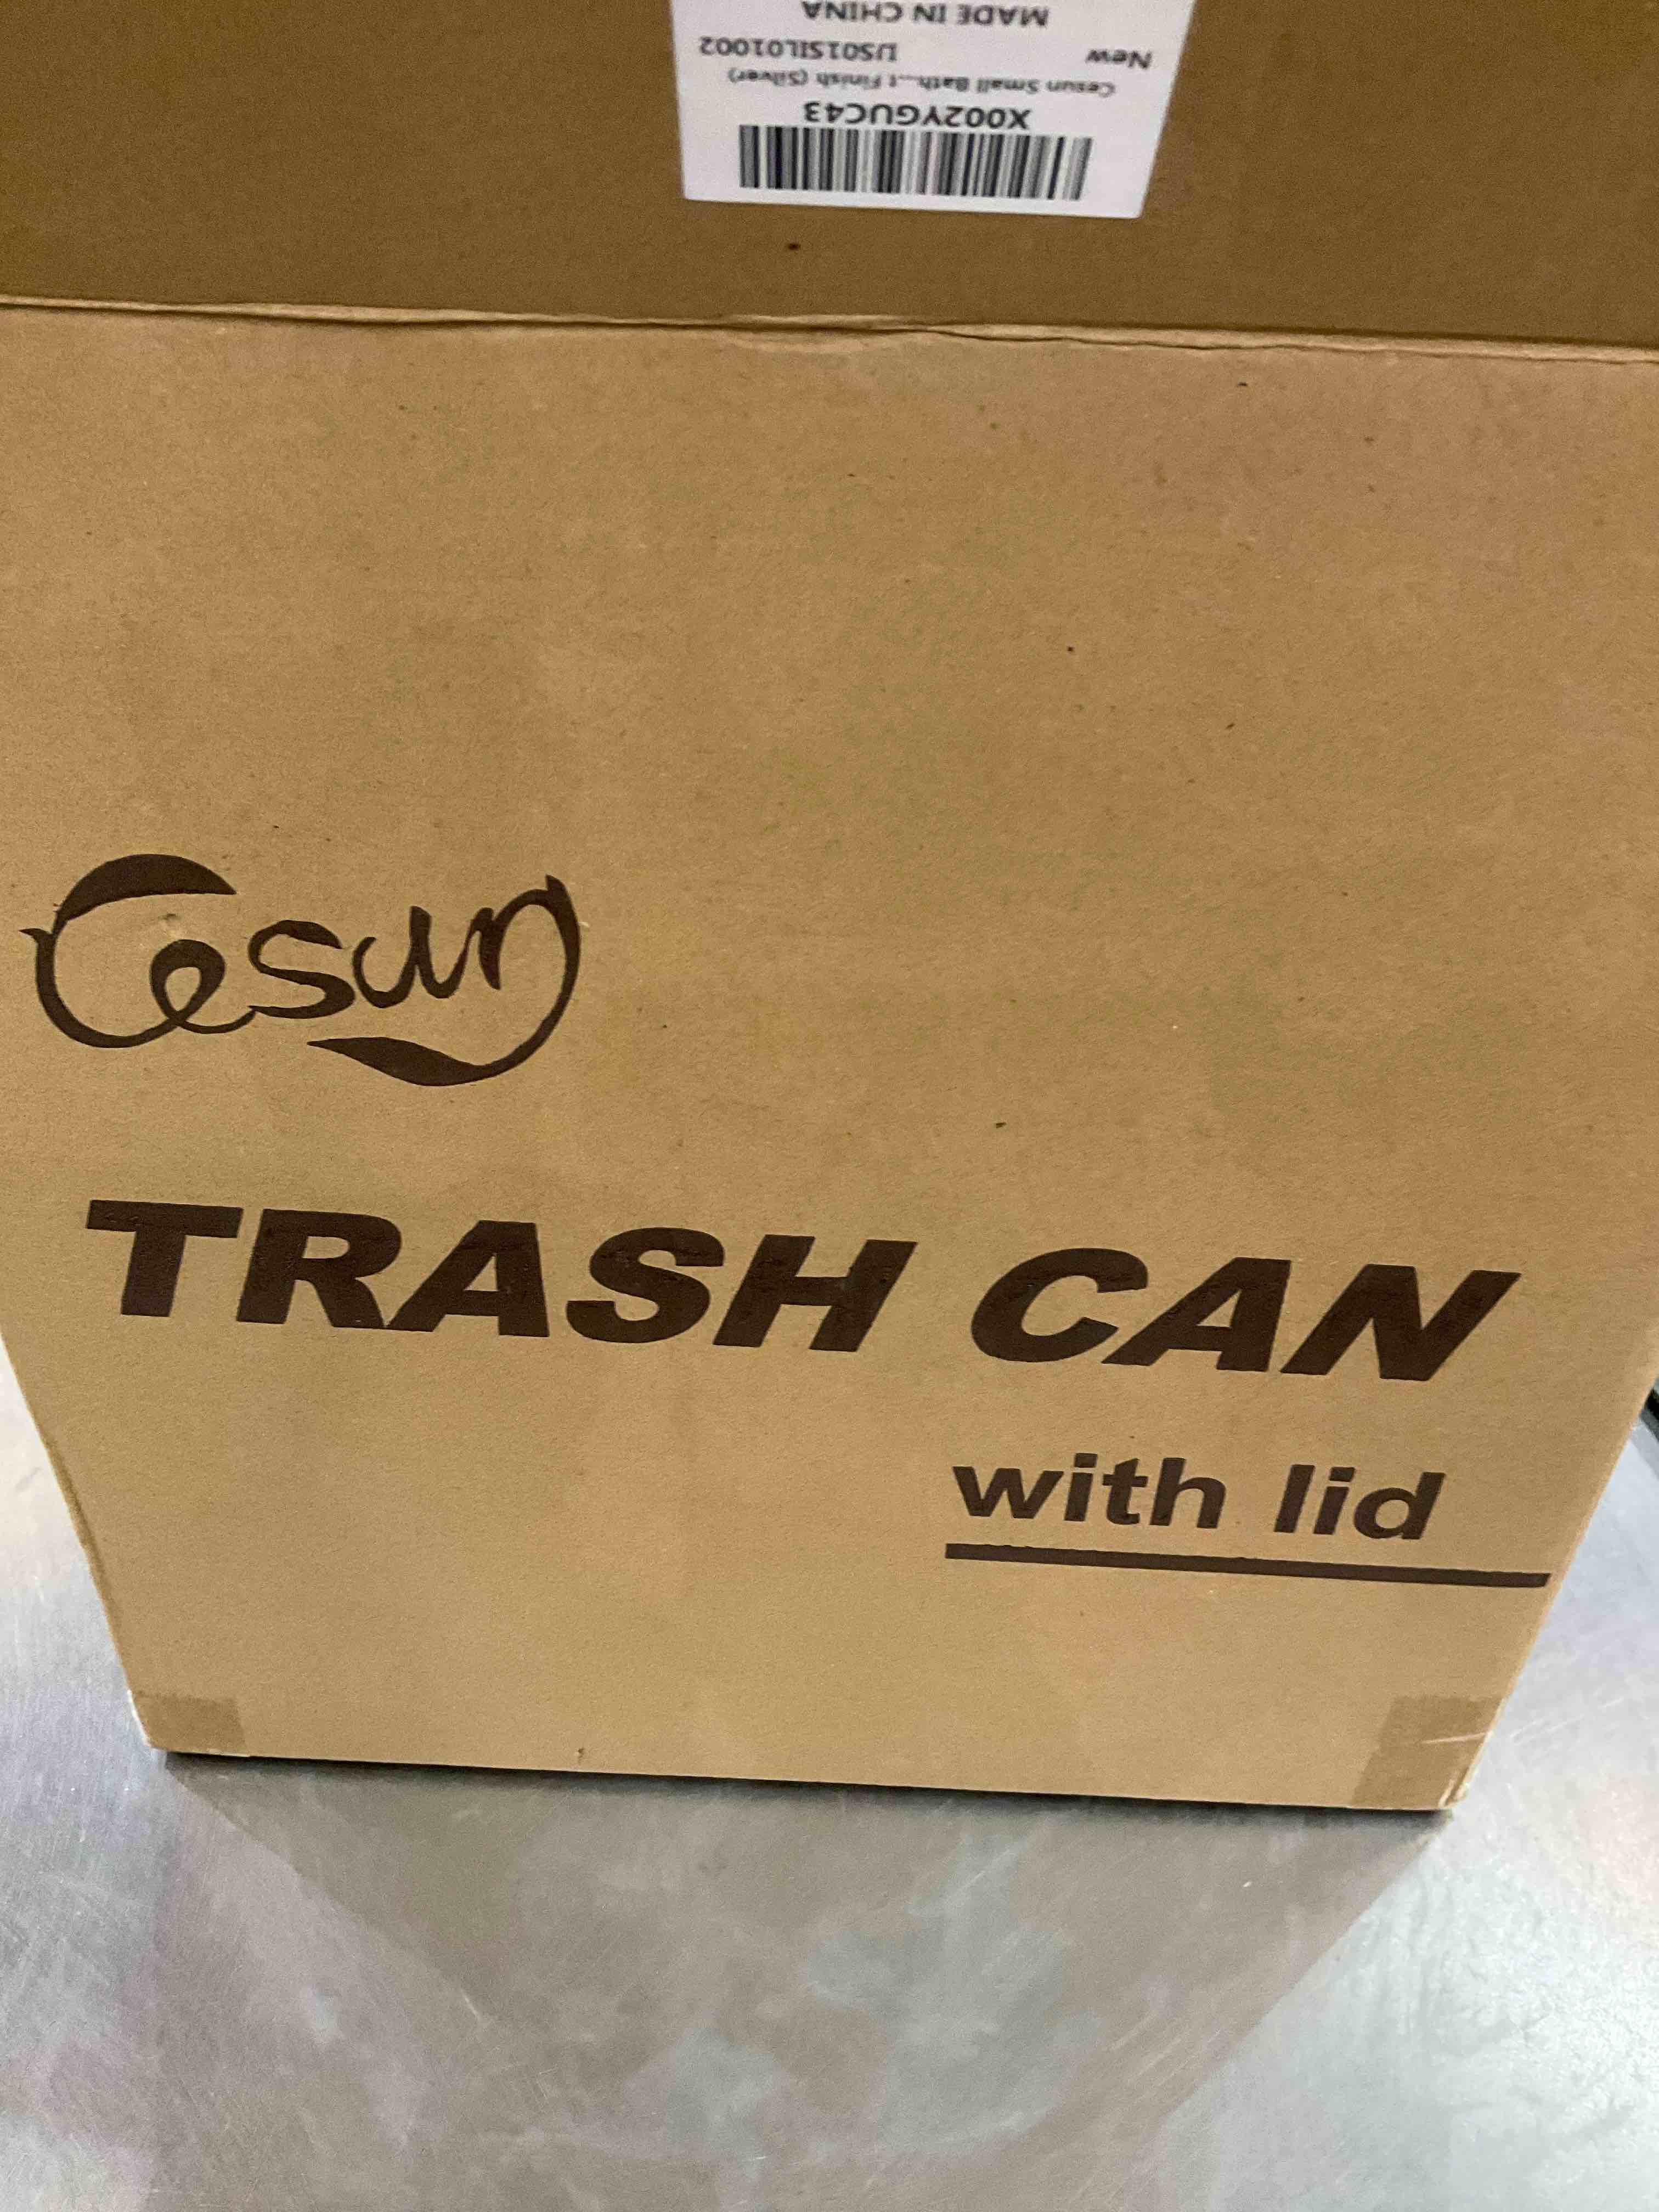 X002YGUC43
Cesun Small Bath...t Finish (Silver)
New US01SIL01002
MADE IN CHINA
Cesun
TRASH CAN
with lid